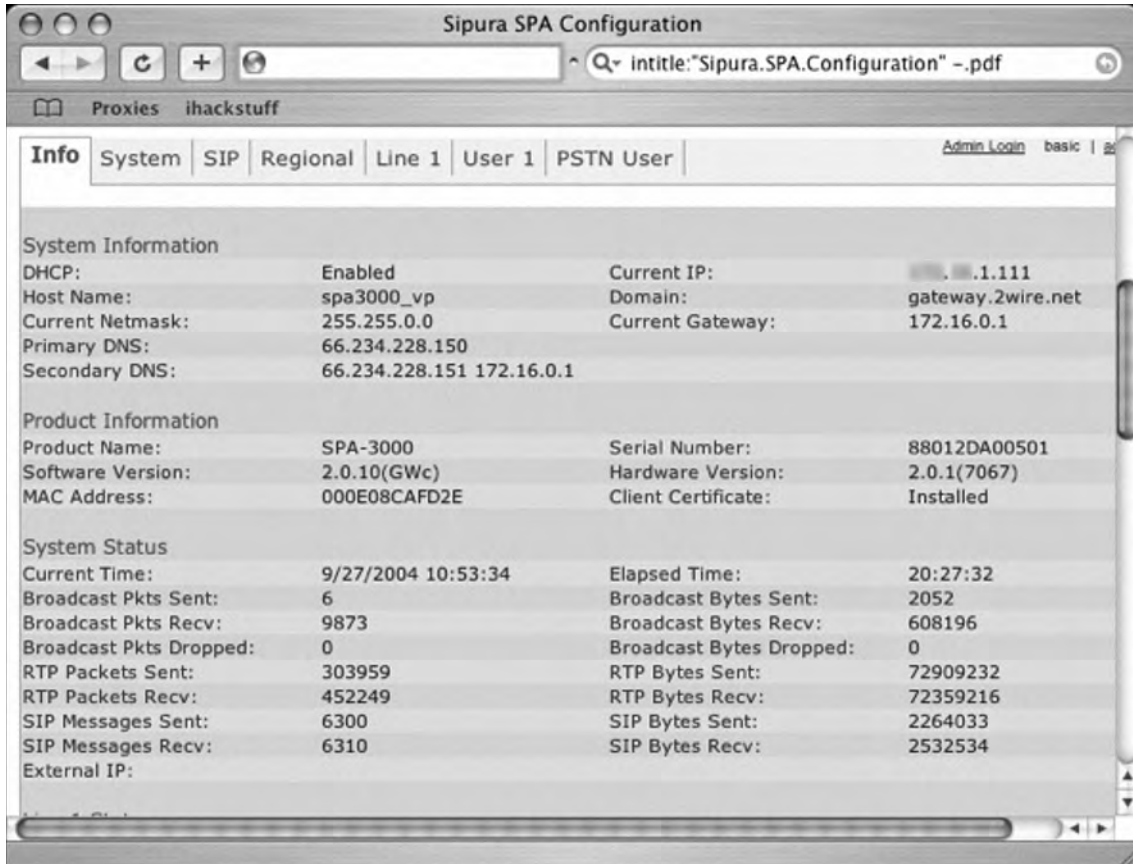 Sipura SPA Configuration
intitle:"Sipura.SPA.Configuration" -.pdf
Proxies ihackstuff
Info System SIP Regional Line 1 User 1 PSTN User Admin Login basic |
System Information
DHCP: Enabled Current IP: .1.111
Host Name: spa3000_vp Domain: gateway.2wire.net
Current Netmask: 255.255.0.0 Current Gateway: 172.16.0.1
Primary DNS: 66.234.228.150
Secondary DNS: 66.234.228.151 172.16.0.1
Product Information
Product Name: SPA-3000 Serial Number: 88012DA00501
Software Version: 2.0.10(GWc) Hardware Version: 2.0.1(7067)
MAC Address: 000E08CAFD2E Client Certificate: Installed
System Status
Current Time: 9/27/2004 10:53:34 Elapsed Time: 20:27:32
Broadcast Pkts Sent: 6 Broadcast Bytes Sent: 2052
Broadcast Pkts Recv: 9873 Broadcast Bytes Recv: 608196
Broadcast Pkts Dropped: 0 Broadcast Bytes Dropped: 0
RTP Packets Sent: 303959 RTP Bytes Sent: 72909232
RTP Packets Recv: 452249 RTP Bytes Recv: 72359216
SIP Messages Sent: 6300 SIP Bytes Sent: 2264033
SIP Messages Recv: 6310 SIP Bytes Recv: 2532534
External IP: